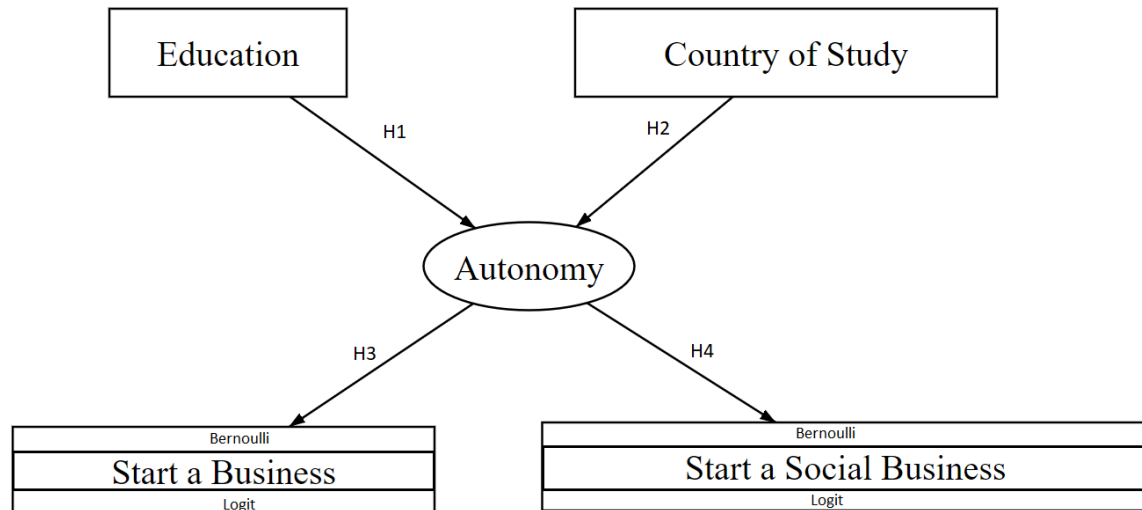 Education
Country of Study
H1
H2
Autonomy
H3
H4
Bernoulli
Start a Business
Logit
Bernoulli
Start a Social Business
Logit